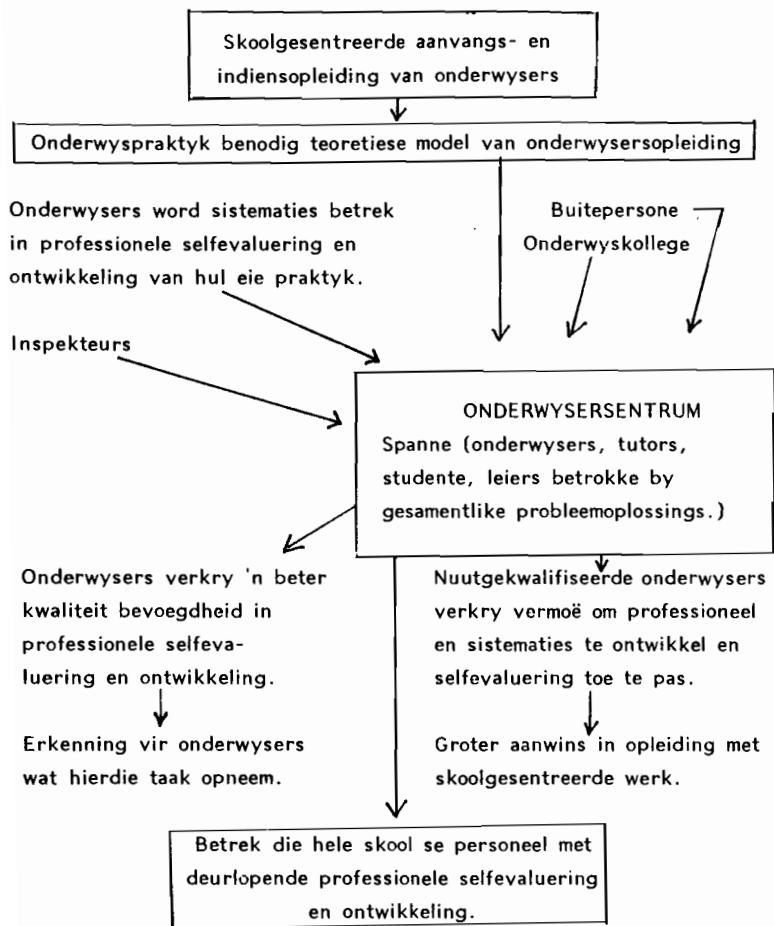 Skoolgesentreerde aanvangs- en
indiensopleiding van onderwysers
Onderwyspraktyk benodig teoretiese model van onderwysersopleiding
Onderwysers word sistematies betrek
in professionele selfevaluering en
ontwikkeling van hul eie praktyk.
Buitepersone
Onderwyskollege
Inspekteurs
ONDERWYSERSENTRUM
Spanne (onderwysers, tutors,
studente, leiers betrokke by
gesamentlike probleemoplossings.)
Onderwysers verkry 'n beter
kwaliteit bevoegdheid in
professionele selfeva-
luering en ontwikkeling.
Erkenning vir onderwysers
wat hierdie taak opneem.
Nuutgekwalifiseerde onderwysers
verkry vermoë om professioneel
en sistematies te ontwikkel en
selfevaluering toe te pas.
Groter aanwins in opleiding met
skoolgesentreerde werk.
Betrek die hele skool se personeel met
deurlopende professionele selfevaluering
en ontwikkeling.